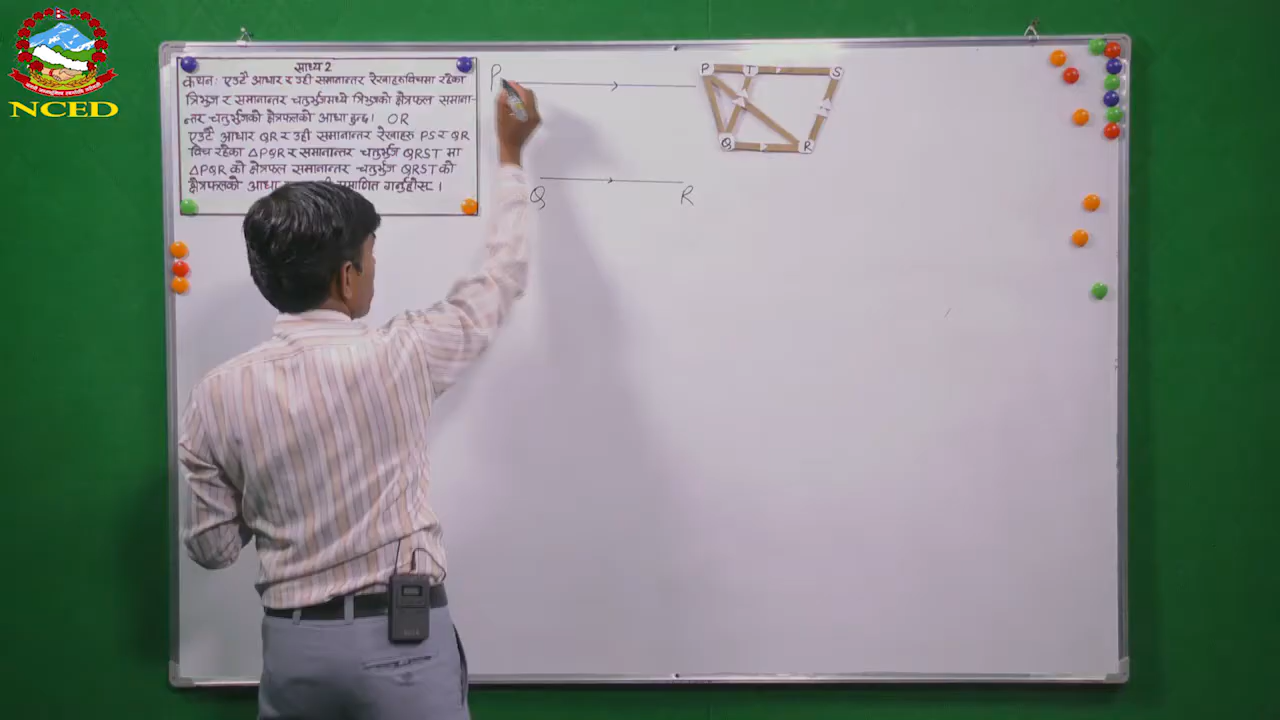 NCED
साध्य 2
कथन: एउटै आधार र उही समानान्तर रेखाहरुविचमा रहेका
त्रिभुज र समानान्तर चतुर्भुजमध्ये त्रिभुजको क्षेत्रफल समाना-
न्तर चतुर्भुजको क्षेत्रफलको आधा हुन्छ। OR
एउटै आधार QR र उही समानान्तर रेखाहरु PS र QR
विच रहेका △PQR र समानान्तर चतुर्भुज QRST मा
△PQR को क्षेत्रफल समानान्तर चतुर्भुज QRST को
क्षेत्रफलको आधा
P
Q R
P T S
Q R